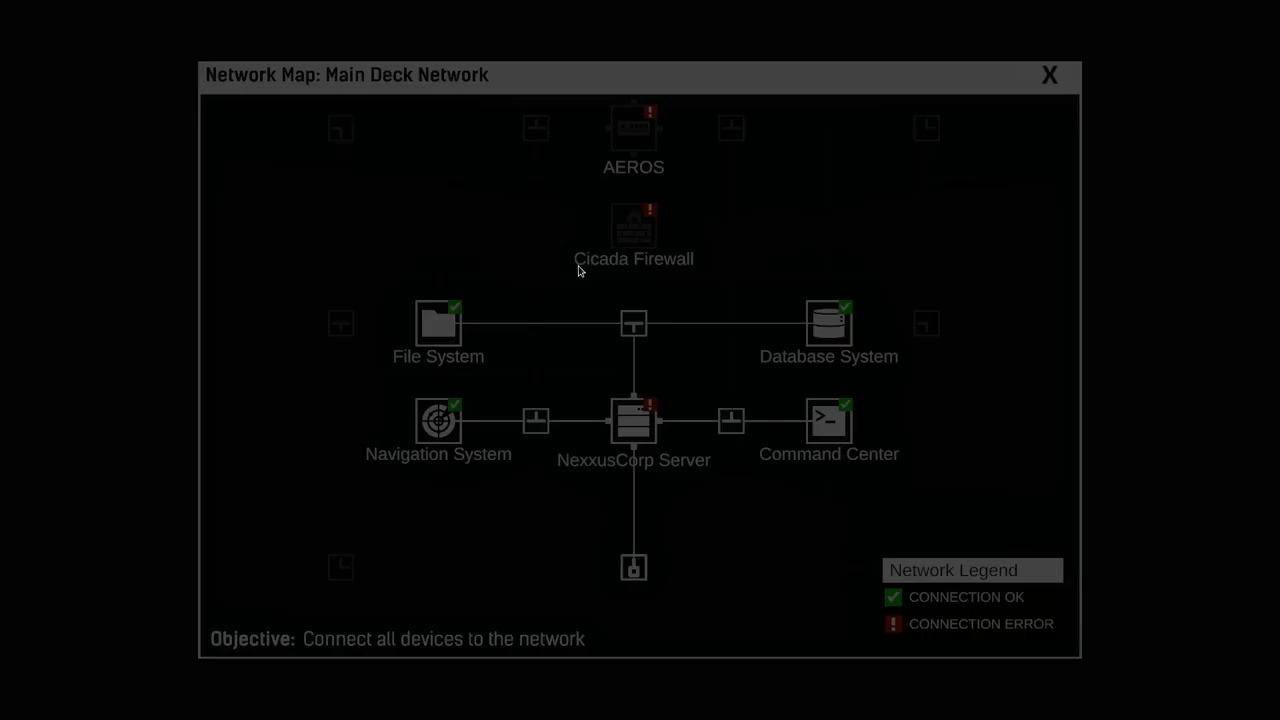 Network Map: Main Deck Network
X
AEROS
Cicada Firewall
File System
Database System
Navigation System
NexxusCorp Server
Command Center
Network Legend
CONNECTION OK
CONNECTION ERROR
Objective: Connect all devices to the network